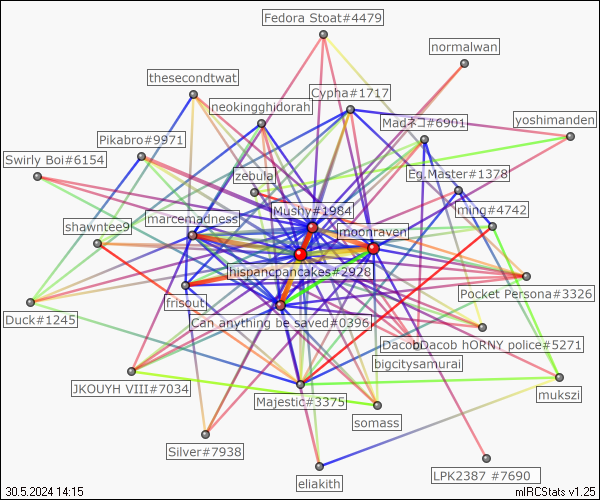 Fedora Stoat#4479
normalwan
thesecondtwat
Cypha#1717
neokingghidorah
Madネコ#6901
yoshimanden
Pikabro#9971
Swirly Boi#6154
zebula
Eg.Master#1378
Mushy#1984
ming#4742
marcemadness
shawntee9
moonraven
hispancpancakes#2928
Pocket Persona#3326
frisout
Duck#1245
Can anything be saved#0396
DacobDacob hORNY police#5271
bigcitysamurai
JKOUYH VIII#7034
Majestic#3375
mukszi
somass
Silver#7938
LPK2387 #7690
eliakith
30.5.2024 14:15
mIRCStats v1.25